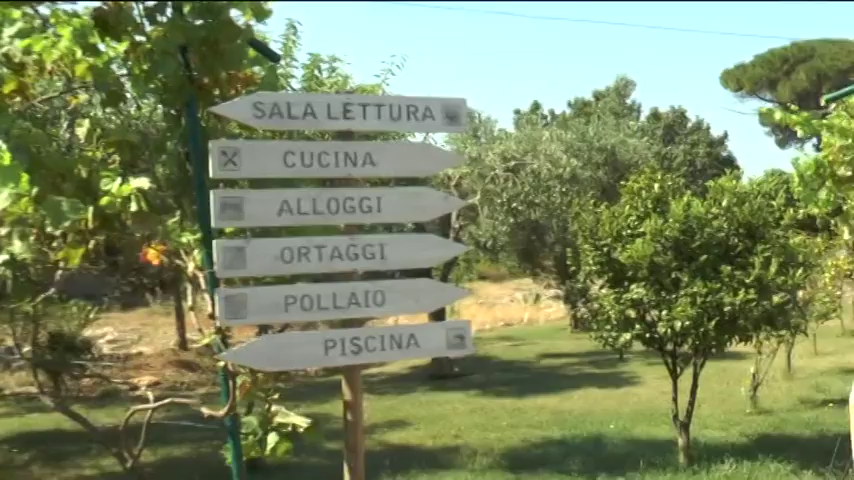 SALA LETTURA
CUCINA
ALLOGGI
ORTAGGI
POLLAIO
PISCINA